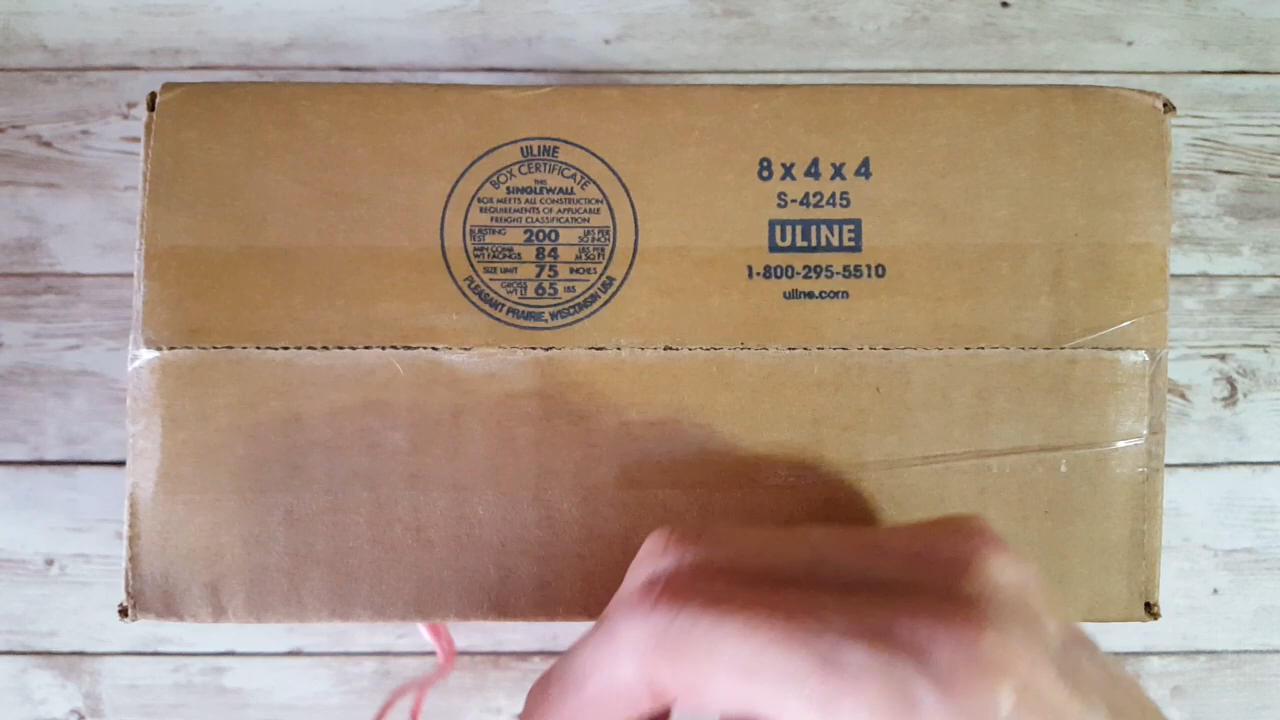 ULINE
BOX CERTIFICATE
THIS
SINGLEWALL
BOX MEETS ALL CONSTRUCTION
REQUIREMENTS OF APPLICABLE
FREIGHT CLASSIFICATION
BURSTING TEST 200 LBS PER SQ INCH
MIN COMB WT FACINGS 84 LBS PER M SQ FT
SIZE LIMIT 75 INCHES
GROSS WT LT 65 LBS
PLEASANT PRAIRIE, WISCONSIN USA
8 x 4 x 4
S-4245
ULINE
1-800-295-5510
uline.com